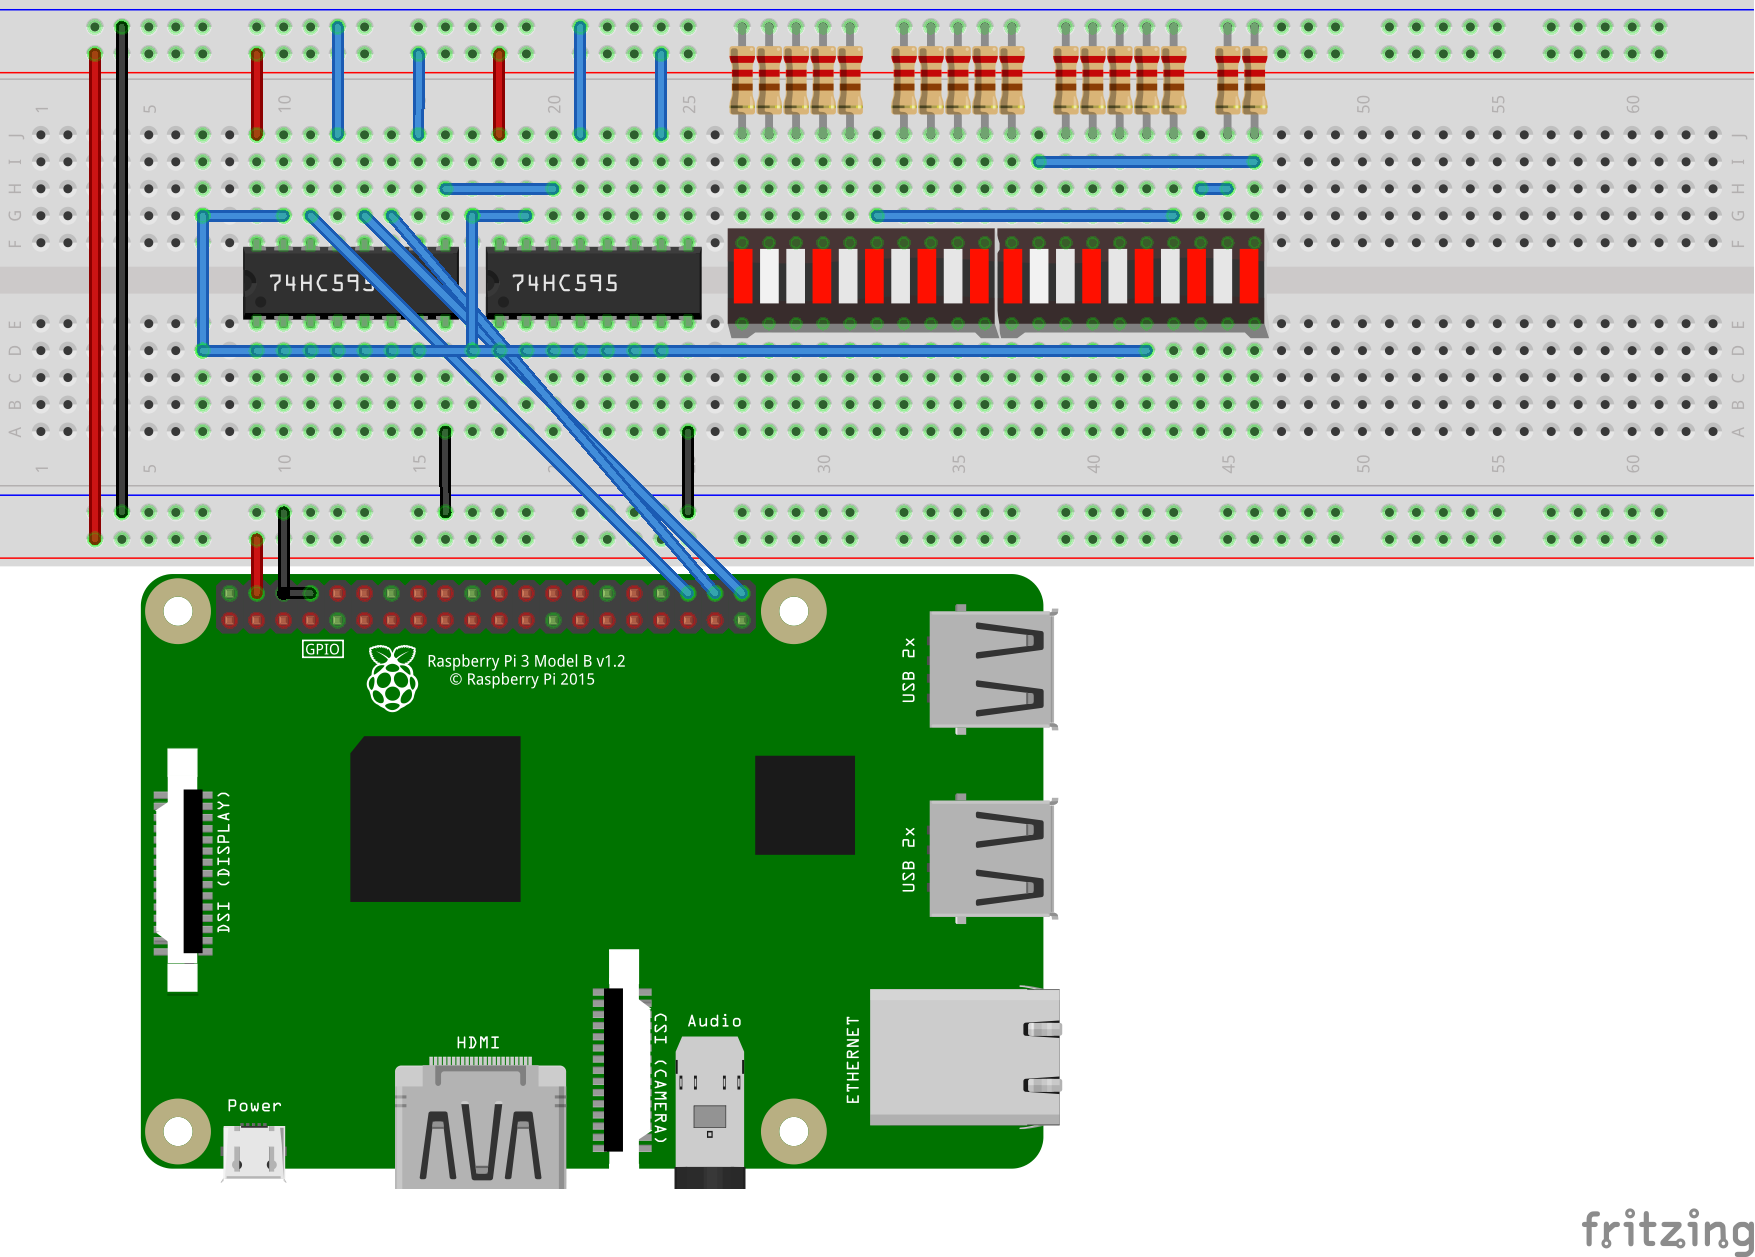 1 5 10 20 25 50 55 60
J J
I I
H H
G G
F F
74HC595 74HC595
E E
D D
C C
B B
A A
1 5 10 15 30 35 40 45 50 55 60
GPIO
Raspberry Pi 3 Model B v1.2
© Raspberry Pi 2015
USB 2x
USB 2x
DSI (DISPLAY)
CSI (CAMERA)
Audio
ETHERNET
HDMI
Power
fritzing